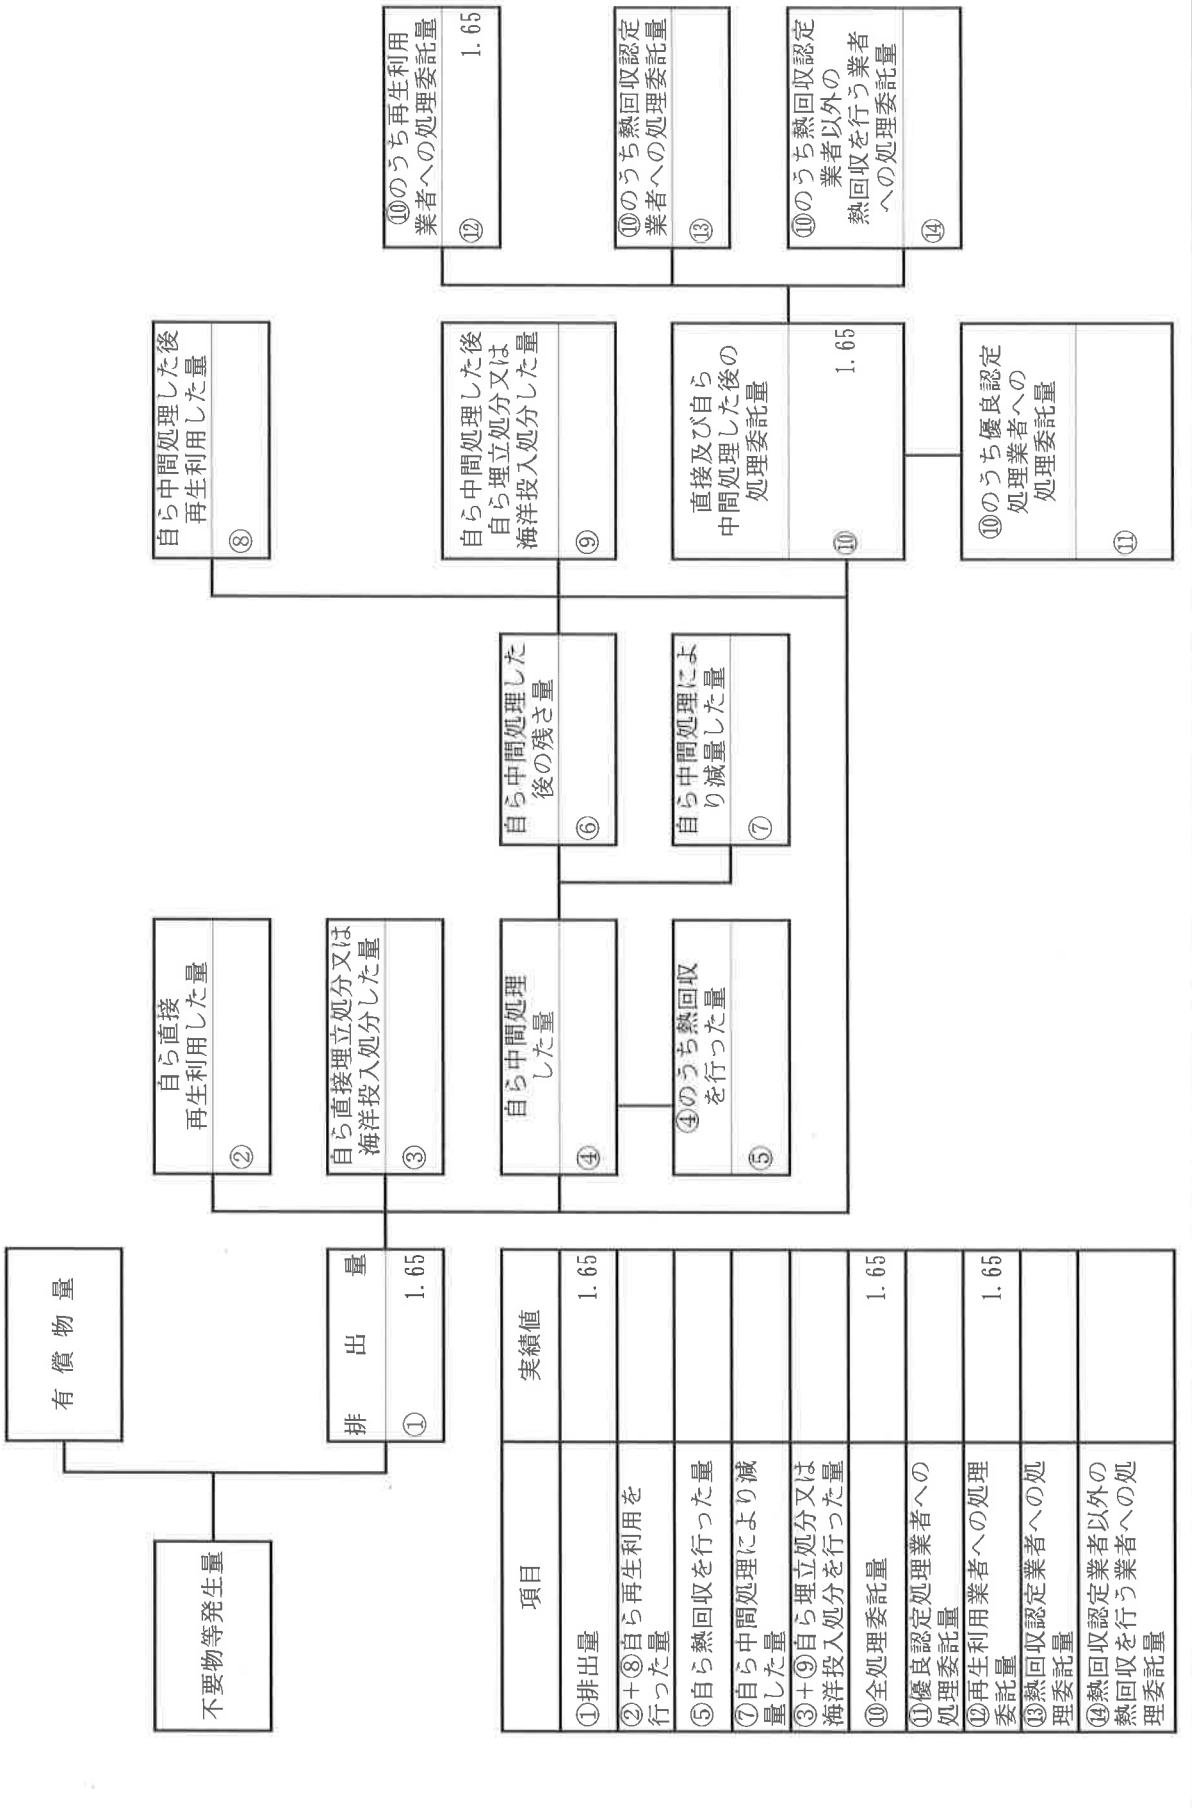 不要物等発生量
有償物量
排出量
① 1.65
自ら直接
再生利用した量
②
自ら直接埋立処分又は
海洋投入処分した量
③
自ら中間処理
した量
④
④のうち熱回収
を行った量
⑤
自ら中間処理した
後の残さ量
⑥
自ら中間処理によ
り減量した量
⑦
自ら中間処理した後
再生利用した量
⑧
自ら中間処理した後
自ら埋立処分又は
海洋投入処分した量
⑨
直接及び自ら
中間処理した後の
処理委託量
⑩ 1.65
⑩のうち優良認定
処理業者への
処理委託量
⑪
⑩のうち再生利用
業者への処理委託量
⑫ 1.65
⑩のうち熱回収認定
業者への処理委託量
⑬
⑩のうち熱回収認定
業者以外の
熱回収を行う業者
への処理委託量
⑭
項目 実績値
①排出量 1.65
②+⑧自ら再生利用を
行った量
⑤自ら熱回収を行った量
⑦自ら中間処理により減
量した量
③+⑨自ら埋立処分又は
海洋投入処分を行った量
⑩全処理委託量 1.65
⑪優良認定処理業者への
処理委託量
⑫再生利用業者への処理
委託量 1.65
⑬熱回収認定業者への処
理委託量
⑭熱回収認定業者以外の
熱回収を行う業者への処
理委託量